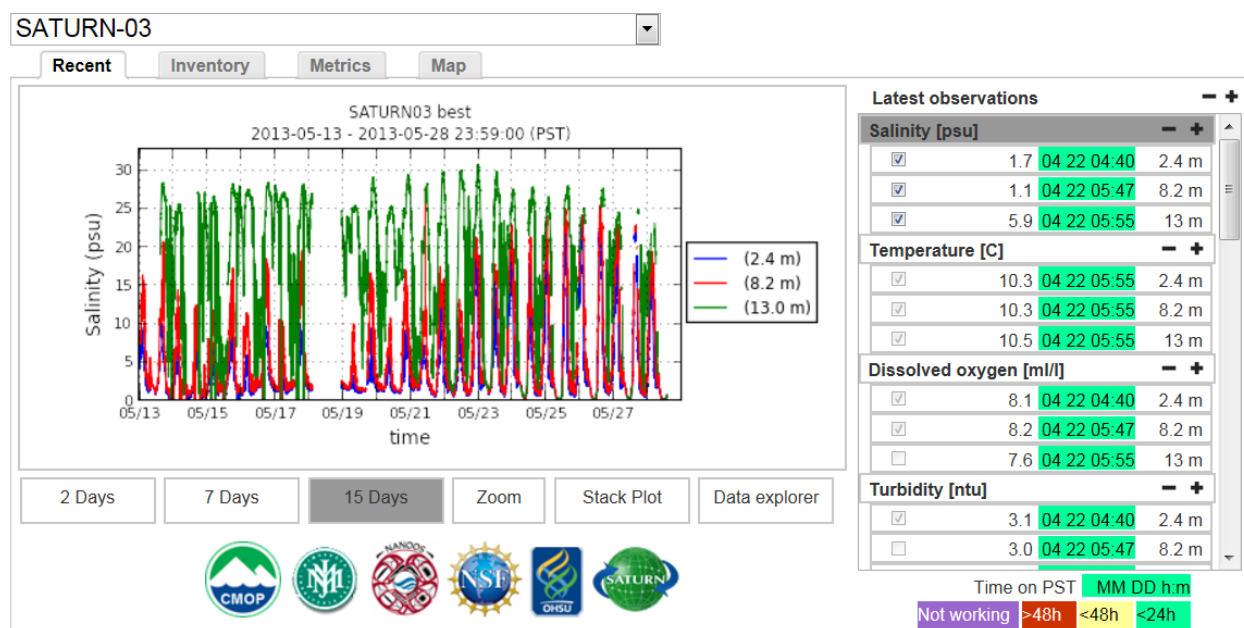 SATURN-03
Recent Inventory Metrics Map
SATURN03 best
2013-05-13 - 2013-05-28 23:59:00 (PST)
Salinity (psu)
30
25
20
15
10
5
0
05/13 05/15 05/17 05/19 05/21 05/23 05/25 05/27
time
(2.4 m)
(8.2 m)
(13.0 m)
2 Days 7 Days 15 Days Zoom Stack Plot Data explorer
CMOP
NANOOS
NSF
OHSU
SATURN
Latest observations
Salinity [psu]
1.7 04 22 04:40 2.4 m
1.1 04 22 05:47 8.2 m
5.9 04 22 05:55 13 m
Temperature [C]
10.3 04 22 05:55 2.4 m
10.3 04 22 05:55 8.2 m
10.5 04 22 05:55 13 m
Dissolved oxygen [ml/l]
8.1 04 22 04:40 2.4 m
8.2 04 22 05:47 8.2 m
7.6 04 22 05:55 13 m
Turbidity [ntu]
3.1 04 22 04:40 2.4 m
3.0 04 22 05:47 8.2 m
Time on PST MM DD h:m
Not working >48h <48h <24h